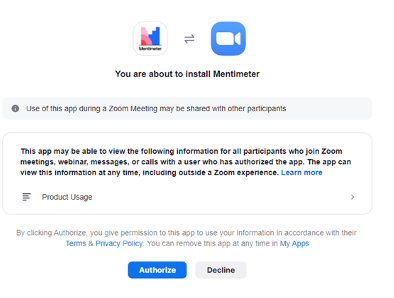 Mentimeter
You are about to install Mentimeter
Use of this app during a Zoom Meeting may be shared with other participants
This app may be able to view the following information for all participants who join Zoom
meetings, webinar, messages, or calls with a user who has authorized the app. The app can
view this information at any time, including outside a Zoom experience. Learn more
Product Usage
By clicking Authorize, you give permission to this app to use your information in accordance with their
Terms & Privacy Policy. You can remove this app at any time in My Apps
Authorize Decline